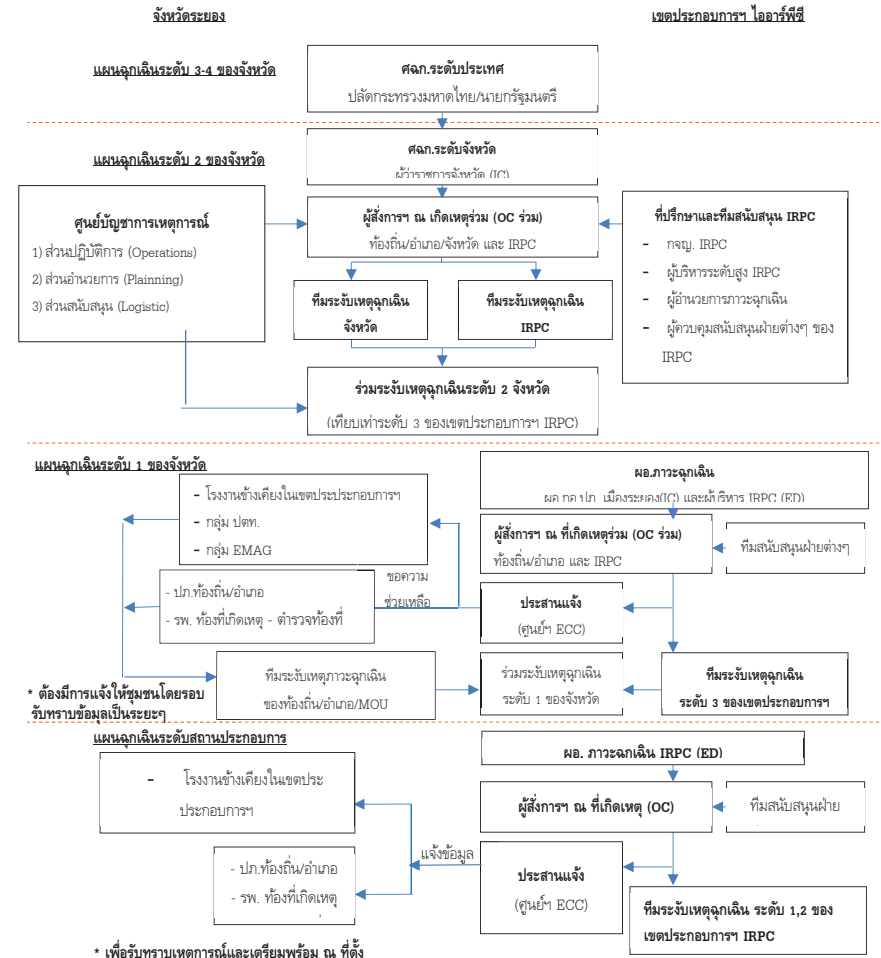 จังหวัดระยอง
เขตประกอบการฯ ไออาร์พีซี
แผนฉุกเฉินระดับ 3-4 ของจังหวัด
ศฉก.ระดับประเทศ
ปลัดกระทรวงมหาดไทย/นายกรัฐมนตรี
แผนฉุกเฉินระดับ 2 ของจังหวัด
ศฉก.ระดับจังหวัด
ผู้ว่าราชการจังหวัด (IC)
ศูนย์บัญชาการเหตุการณ์
1) ส่วนปฏิบัติการ (Operations)
2) ส่วนอำนวยการ (Plainning)
3) ส่วนสนับสนุน (Logistic)
ผู้สั่งการฯ ณ เกิดเหตุร่วม (OC ร่วม)
ท้องถิ่น/อำเภอ/จังหวัด และ IRPC
ที่ปรึกษาและทีมสนับสนุน IRPC
- กจญ. IRPC
- ผู้บริหารระดับสูง IRPC
- ผู้อำนวยการภาวะฉุกเฉิน
- ผู้ควบคุมสนับสนุนฝ่ายต่างๆ ของ
IRPC
ทีมระงับเหตุฉุกเฉิน
จังหวัด
ทีมระงับเหตุฉุกเฉิน
IRPC
ร่วมระงับเหตุฉุกเฉินระดับ 2 จังหวัด
(เทียบเท่าระดับ 3 ของเขตประกอบการฯ IRPC)
แผนฉุกเฉินระดับ 1 ของจังหวัด
ผอ.ภาวะฉุกเฉิน
ผอ.กอ.ปภ. เมืองระยอง(IC) และผู้บริหาร IRPC (ED)
- โรงงานข้างเคียงในเขตประประกอบการฯ
- กลุ่ม ปตท.
- กลุ่ม EMAG
ผู้สั่งการฯ ณ ที่เกิดเหตุร่วม (OC ร่วม)
ท้องถิ่น/อำเภอ และ IRPC
ทีมสนับสนุนฝ่ายต่างๆ
ขอความ
ช่วยเหลือ
- ปภ.ท้องถิ่น/อำเภอ
- รพ. ท้องที่เกิดเหตุ - ตำรวจท้องที่
ประสานแจ้ง
(ศูนย์ฯ ECC)
ทีมระงับเหตุภาวะฉุกเฉิน
ของท้องถิ่น/อำเภอ/MOU
ร่วมระงับเหตุฉุกเฉิน
ระดับ 1 ของจังหวัด
ทีมระงับเหตุฉุกเฉิน
ระดับ 3 ของเขตประกอบการฯ
* ต้องมีการแจ้งให้ชุมชนโดยรอบ
รับทราบข้อมูลเป็นระยะๆ
แผนฉุกเฉินระดับสถานประกอบการ
ผอ. ภาวะฉุกเฉิน IRPC (ED)
- โรงงานข้างเคียงในเขตประ
ประกอบการฯ
ผู้สั่งการฯ ณ ที่เกิดเหตุ (OC)
ทีมสนับสนุนฝ่าย
แจ้งข้อมูล
- ปภ.ท้องถิ่น/อำเภอ
- รพ. ท้องที่เกิดเหตุ
ประสานแจ้ง
(ศูนย์ฯ ECC)
ทีมระงับเหตุฉุกเฉิน ระดับ 1,2 ของ
เขตประกอบการฯ IRPC
* เพื่อรับทราบเหตุการณ์และเตรียมพร้อม ณ ที่ตั้ง